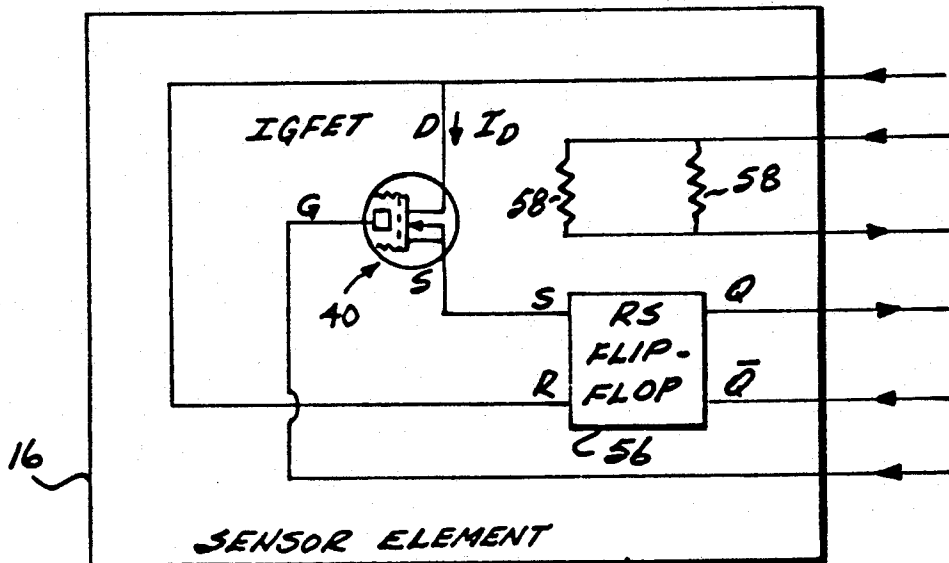 IGFET D I_D
58 58
G
S
40
S RS FLIP-FLOP Q
R Q̅
56
16
SENSOR ELEMENT